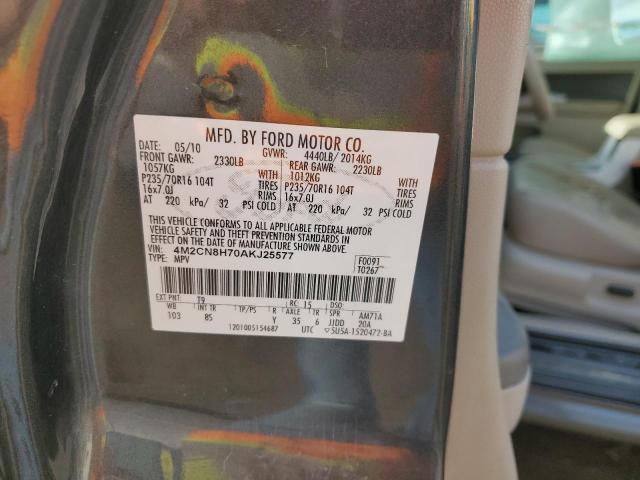 MFD. BY FORD MOTOR CO.
DATE: 05/10 GVWR: 4440LB/ 2014KG
FRONT GAWR: 2330LB REAR GAWR: 2230LB
1057KG WITH 1012KG WITH
P235/70R16 104T TIRES P235/70R16 104T TIRES
16x7.0J RIMS 16x7.0J RIMS
AT 220 kPa/ 32 PSI COLD AT 220 kPa/ 32 PSI COLD
THIS VEHICLE CONFORMS TO ALL APPLICABLE FEDERAL MOTOR
VEHICLE SAFETY AND THEFT PREVENTION STANDARDS IN
EFFECT ON THE DATE OF MANUFACTURE SHOWN ABOVE.
VIN: 4M2CN8H70AKJ25577 F0091
TYPE: MPV T0267
EXT PNT: T9 RC: 15 DSO:
WB INT TR TP/PS R AXLE TR SPR AM71A
103 8S Y 35 6 JJDD 20A
1201005154687 UTC 5U5A-1520472-BA